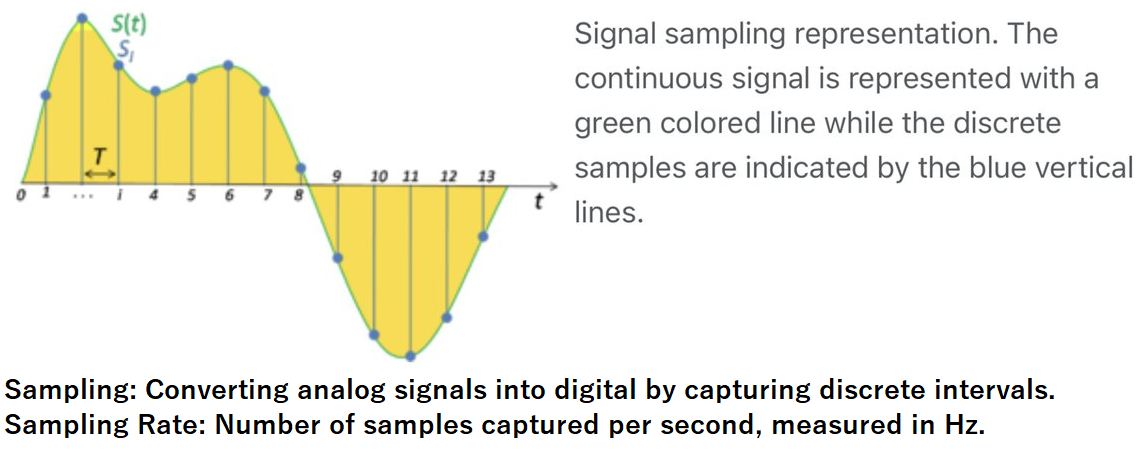 S(t)
Si
T
0 1 ... i 4 5 6 7 8 9 10 11 12 13
t
Signal sampling representation. The
continuous signal is represented with a
green colored line while the discrete
samples are indicated by the blue vertical
lines.
Sampling: Converting analog signals into digital by capturing discrete intervals.
Sampling Rate: Number of samples captured per second, measured in Hz.